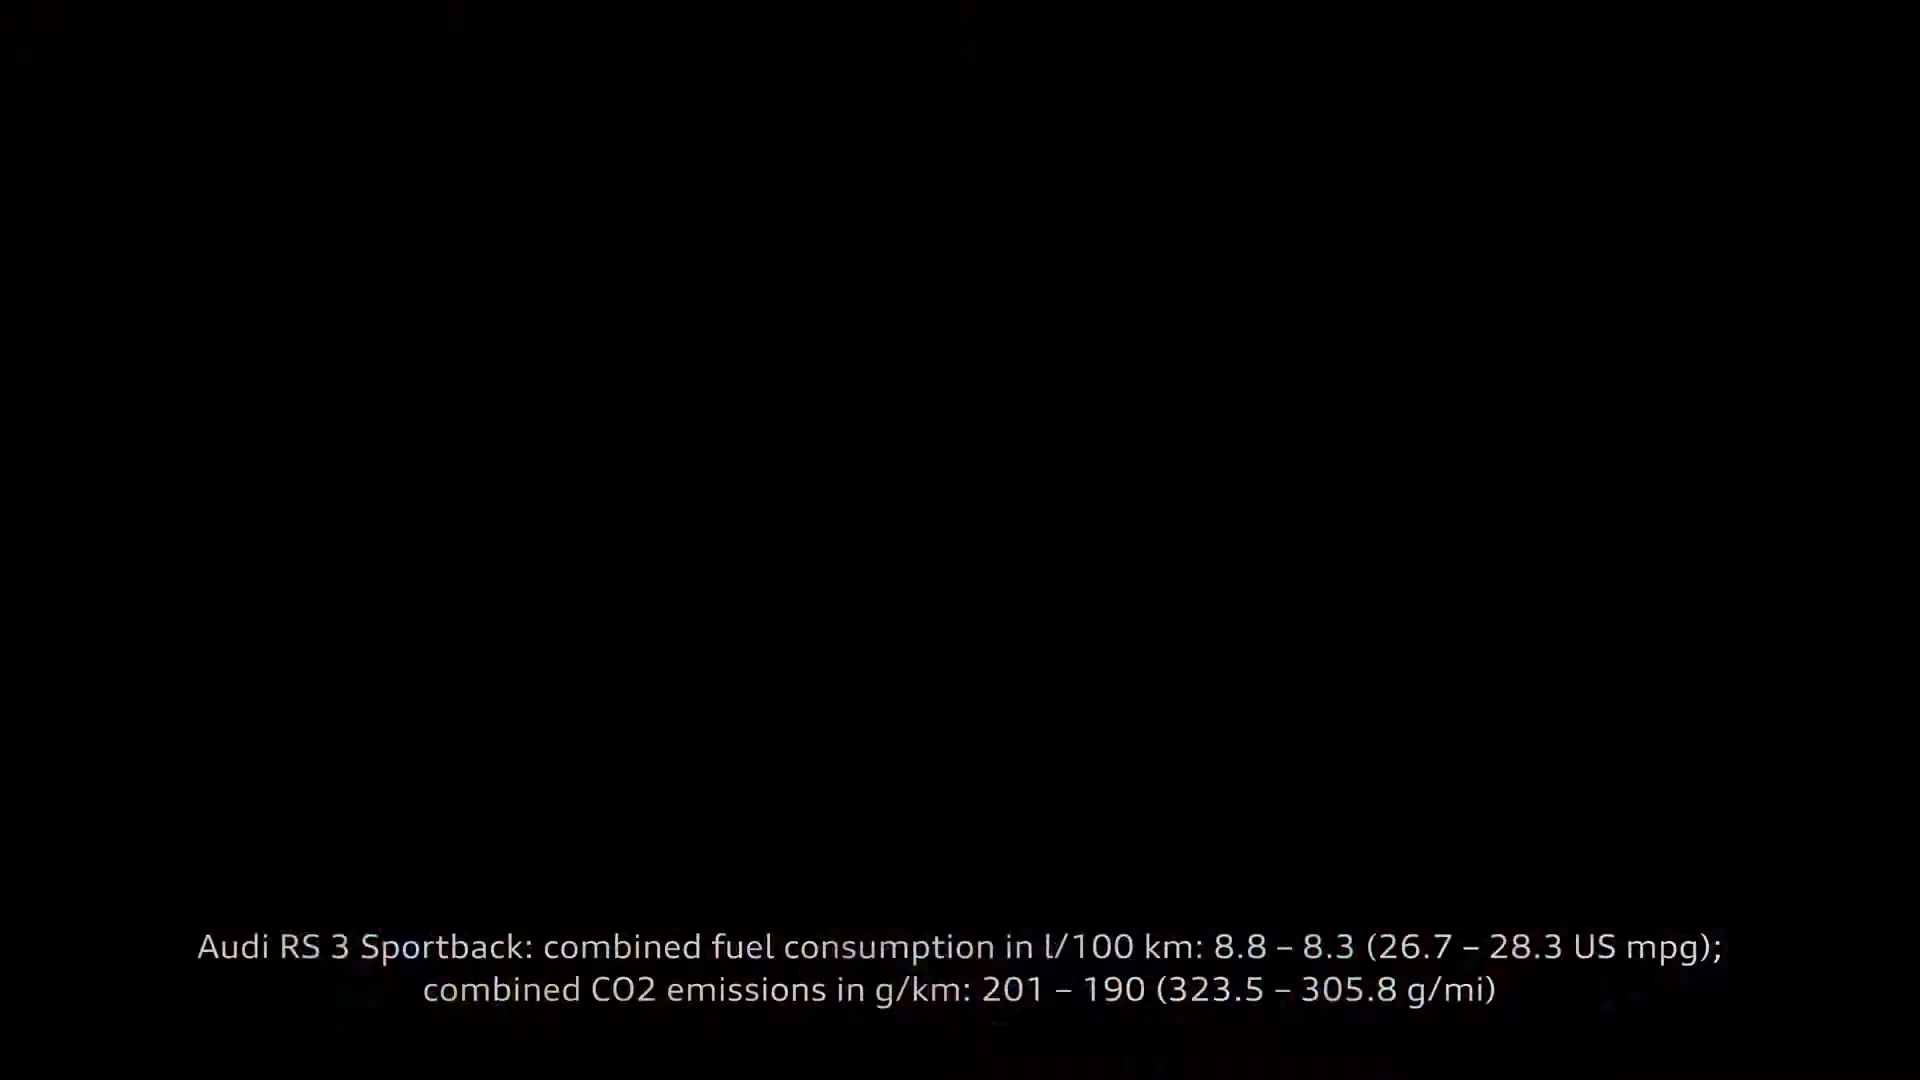 Audi RS 3 Sportback: combined fuel consumption in l/100 km: 8.8 – 8.3 (26.7 – 28.3 US mpg);
combined CO2 emissions in g/km: 201 – 190 (323.5 – 305.8 g/mi)